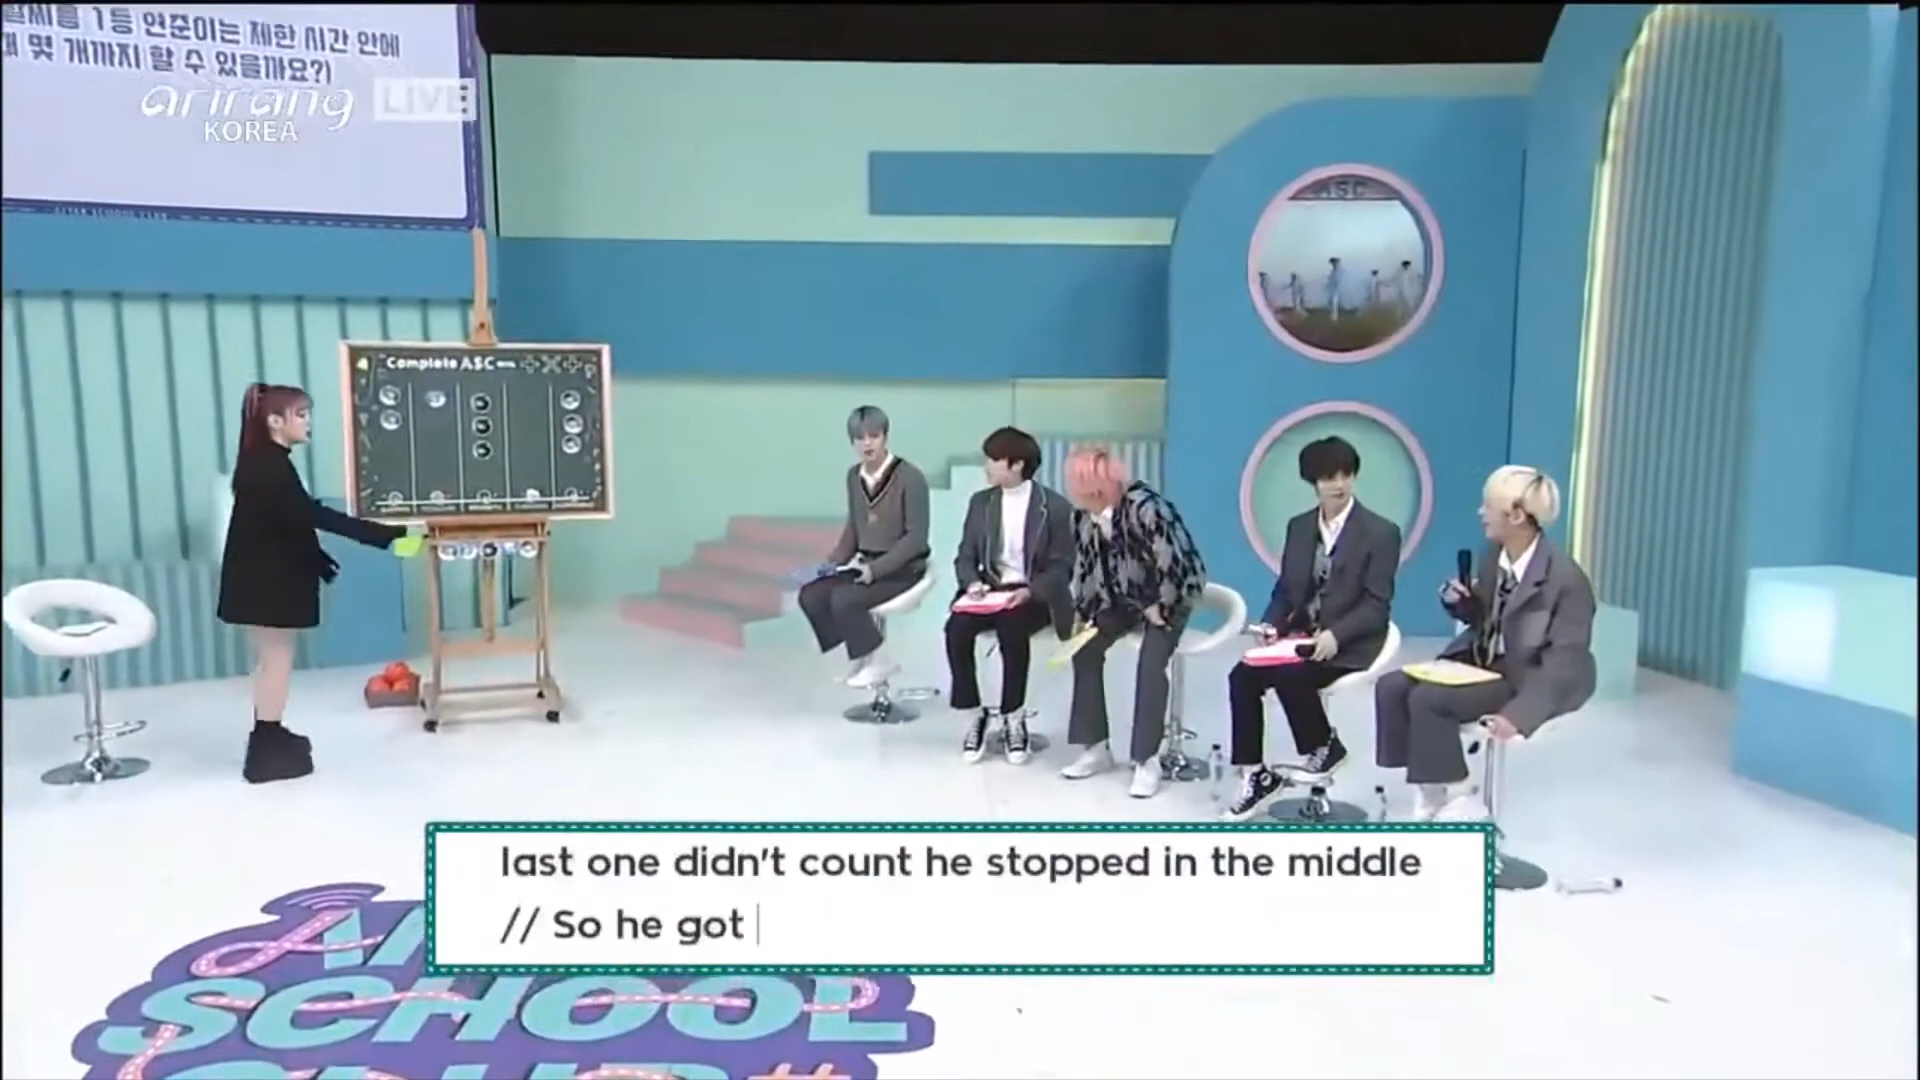 1등 연준이는 제한 시간 안에
몇 개까지 할 수 있을까요?)
arirang LIVE
KOREA
ASC
Complete ASC
last one didn't count he stopped in the middle
// So he got
SCHOOL